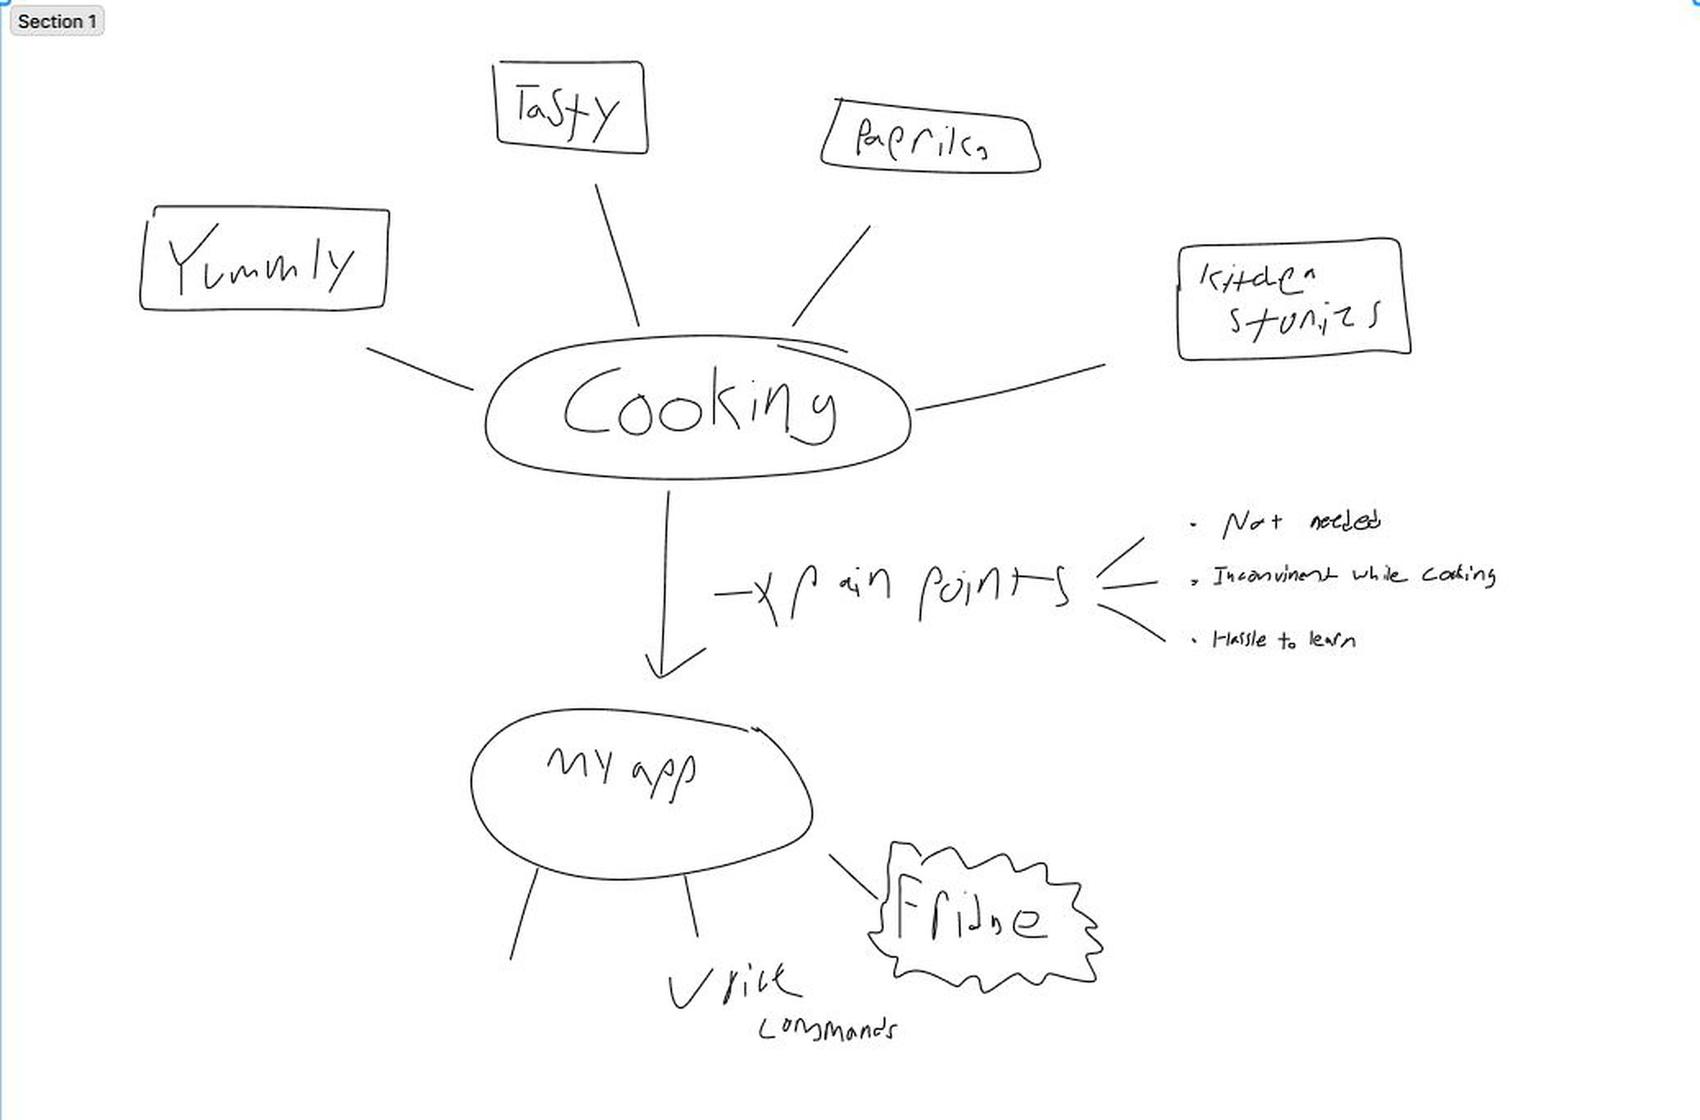 Section 1
Tasty
Paprika
Yummly
Kitchen
stories
Cooking
Not needed
pain points
Inconvinent while cooking
Hassle to learn
My app
Fridge
Voice
commands